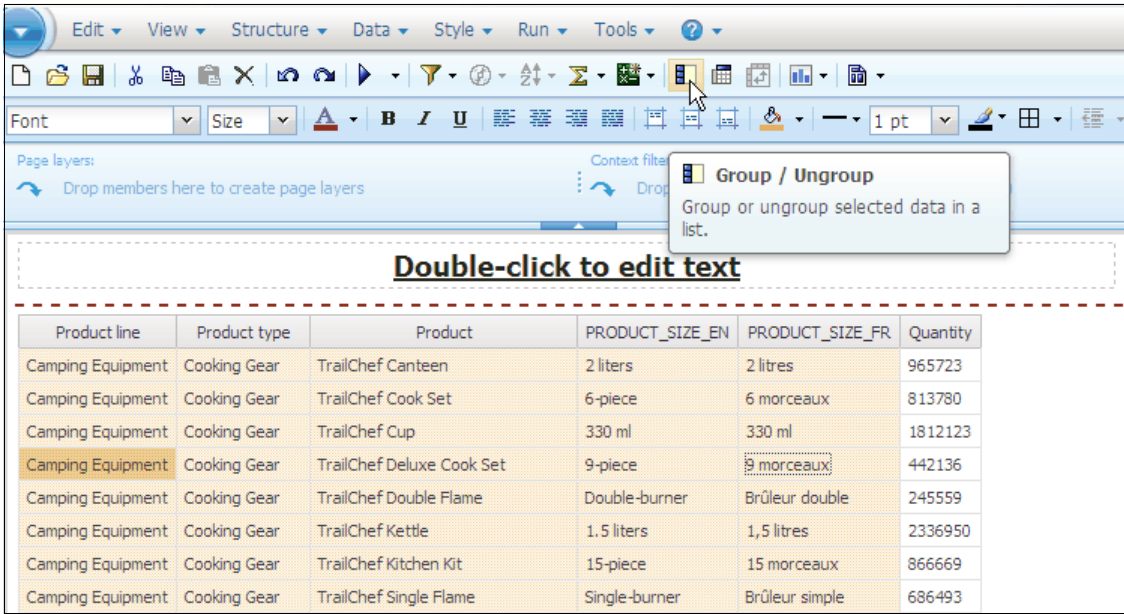 Edit View Structure Data Style Run Tools
Font Size A B I U 1 pt
Page layers: Context filte
Drop members here to create page layers Drop
Group / Ungroup
Group or ungroup selected data in a
list.
Double-click to edit text
Product line Product type Product PRODUCT_SIZE_EN PRODUCT_SIZE_FR Quantity
Camping Equipment Cooking Gear TrailChef Canteen 2 liters 2 litres 965723
Camping Equipment Cooking Gear TrailChef Cook Set 6-piece 6 morceaux 813780
Camping Equipment Cooking Gear TrailChef Cup 330 ml 330 ml 1812123
Camping Equipment Cooking Gear TrailChef Deluxe Cook Set 9-piece 9 morceaux 442136
Camping Equipment Cooking Gear TrailChef Double Flame Double-burner Brûleur double 245559
Camping Equipment Cooking Gear TrailChef Kettle 1.5 liters 1,5 litres 2336950
Camping Equipment Cooking Gear TrailChef Kitchen Kit 15-piece 15 morceaux 866669
Camping Equipment Cooking Gear TrailChef Single Flame Single-burner Brûleur simple 686493